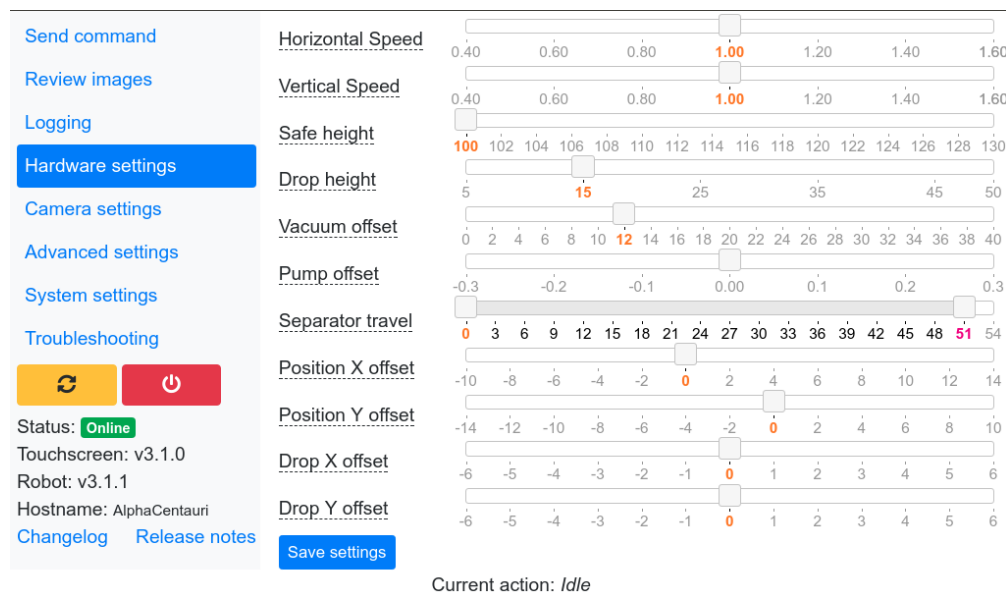 Send command
Review images
Logging
Hardware settings
Camera settings
Advanced settings
System settings
Troubleshooting
Status: Online
Touchscreen: v3.1.0
Robot: v3.1.1
Hostname: AlphaCentauri
Changelog Release notes
Horizontal Speed
0.40 0.60 0.80 1.00 1.20 1.40 1.60
Vertical Speed
0.40 0.60 0.80 1.00 1.20 1.40 1.60
Safe height
100 102 104 106 108 110 112 114 116 118 120 122 124 126 128 130
Drop height
5 15 25 35 45 50
Vacuum offset
0 2 4 6 8 10 12 14 16 18 20 22 24 26 28 30 32 34 36 38 40
Pump offset
-0.3 -0.2 -0.1 0.00 0.1 0.2 0.3
Separator travel
0 3 6 9 12 15 18 21 24 27 30 33 36 39 42 45 48 51 54
Position X offset
-10 -8 -6 -4 -2 0 2 4 6 8 10 12 14
Position Y offset
-14 -12 -10 -8 -6 -4 -2 0 2 4 6 8 10
Drop X offset
-6 -5 -4 -3 -2 -1 0 1 2 3 4 5 6
Drop Y offset
-6 -5 -4 -3 -2 -1 0 1 2 3 4 5 6
Save settings
Current action: Idle